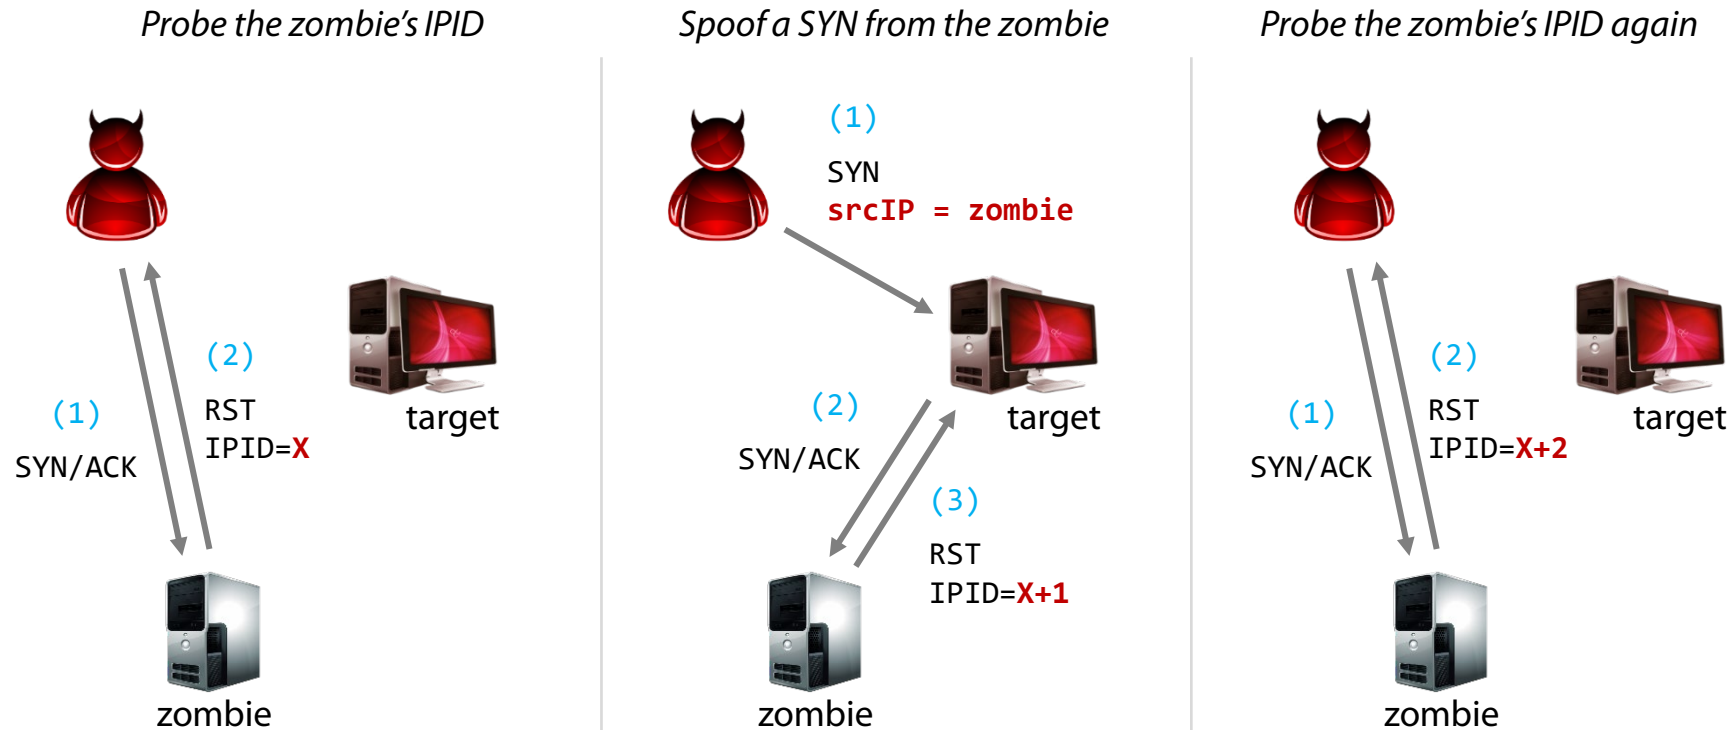 Probe the zombie's IPID
(1)
SYN/ACK
(2)
RST
IPID=X
target
zombie
Spoof a SYN from the zombie
(1)
SYN
srcIP = zombie
(2)
SYN/ACK
target
(3)
RST
IPID=X+1
zombie
Probe the zombie's IPID again
(1)
SYN/ACK
(2)
RST
IPID=X+2
target
zombie